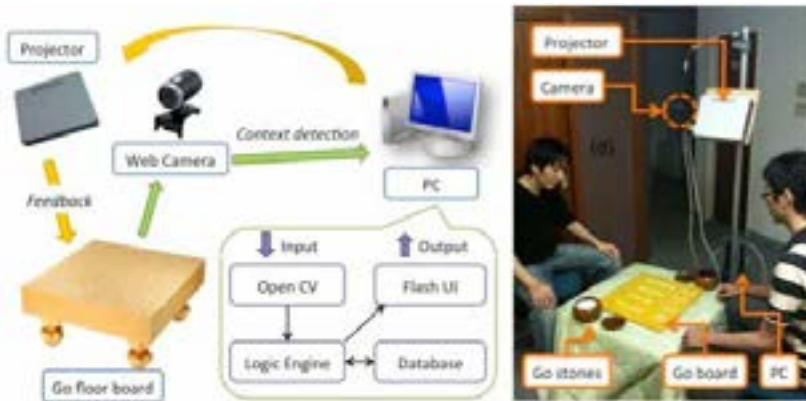 Projector
Web Camera
Context detection
PC
Feedback
Input
Output
Open CV
Flash UI
Logic Engine
Database
Go floor board
Projector
Camera
(d)
Go stones
Go board
PC